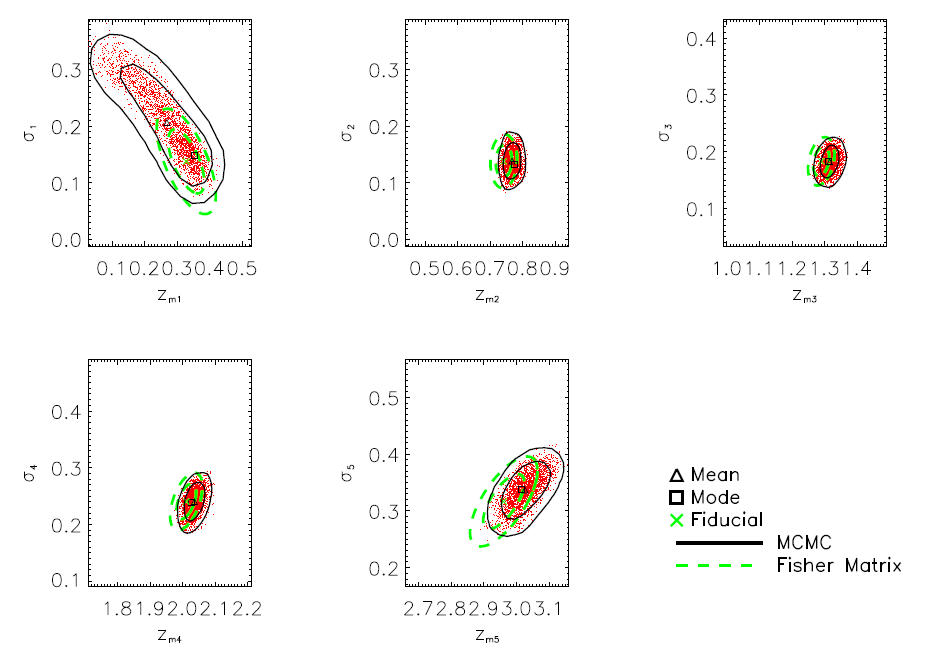 0.3
0.2
0.1
0.0
σ1
0.10.20.30.40.5
zm1
0.3
0.2
0.1
0.0
σ2
0.50.60.70.80.9
zm2
0.4
0.3
0.2
0.1
σ3
1.01.11.21.31.4
zm3
0.4
0.3
0.2
0.1
σ4
1.81.92.02.12.2
zm4
0.5
0.4
0.3
0.2
σ5
2.72.82.93.03.1
zm5
Mean
Mode
Fiducial
MCMC
Fisher Matrix